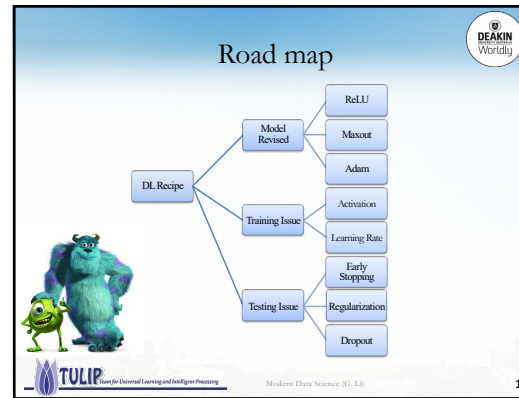 Road map
DEAKIN
Worldly
DL Recipe
Model
Revised
ReLU
Maxout
Adam
Training Issue
Activation
Learning Rate
Testing Issue
Early
Stopping
Regularization
Dropout
TULIP Team for Universal Learning and Intelligent Processing
Modern Data Science (G. Li)
1